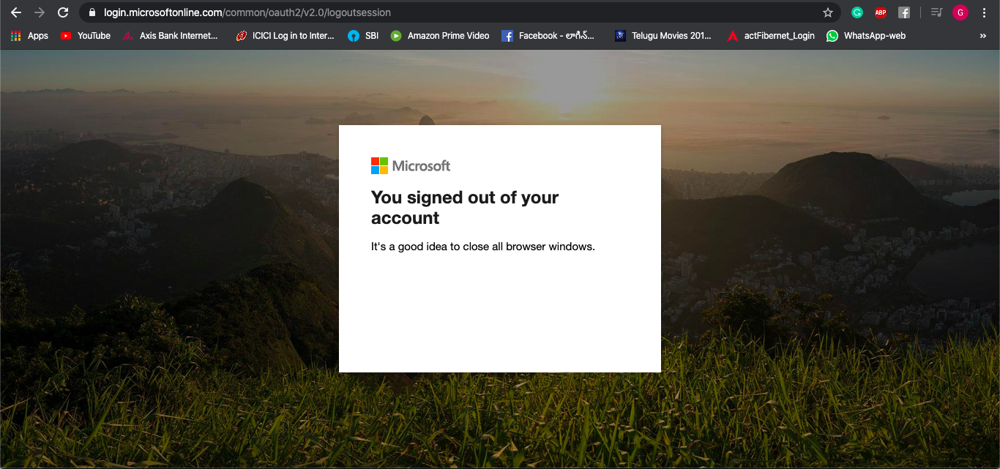 login.microsoftonline.com/common/oauth2/v2.0/logoutsession
ABP
G
Apps YouTube Axis Bank Internet... ICICI Log in to Inter... SBI Amazon Prime Video Facebook - లాగిన్... Telugu Movies 201... actFibernet_Login WhatsApp-web »
Microsoft
You signed out of your
account
It's a good idea to close all browser windows.